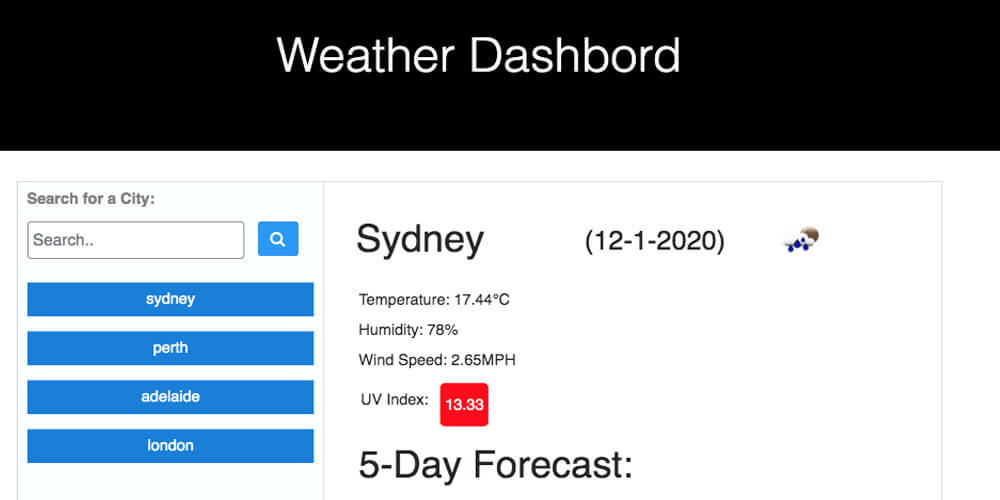 Weather Dashbord
Search for a City:
Search..
sydney
perth
adelaide
london
Sydney (12-1-2020)
Temperature: 17.44°C
Humidity: 78%
Wind Speed: 2.65MPH
UV Index: 13.33
5-Day Forecast: